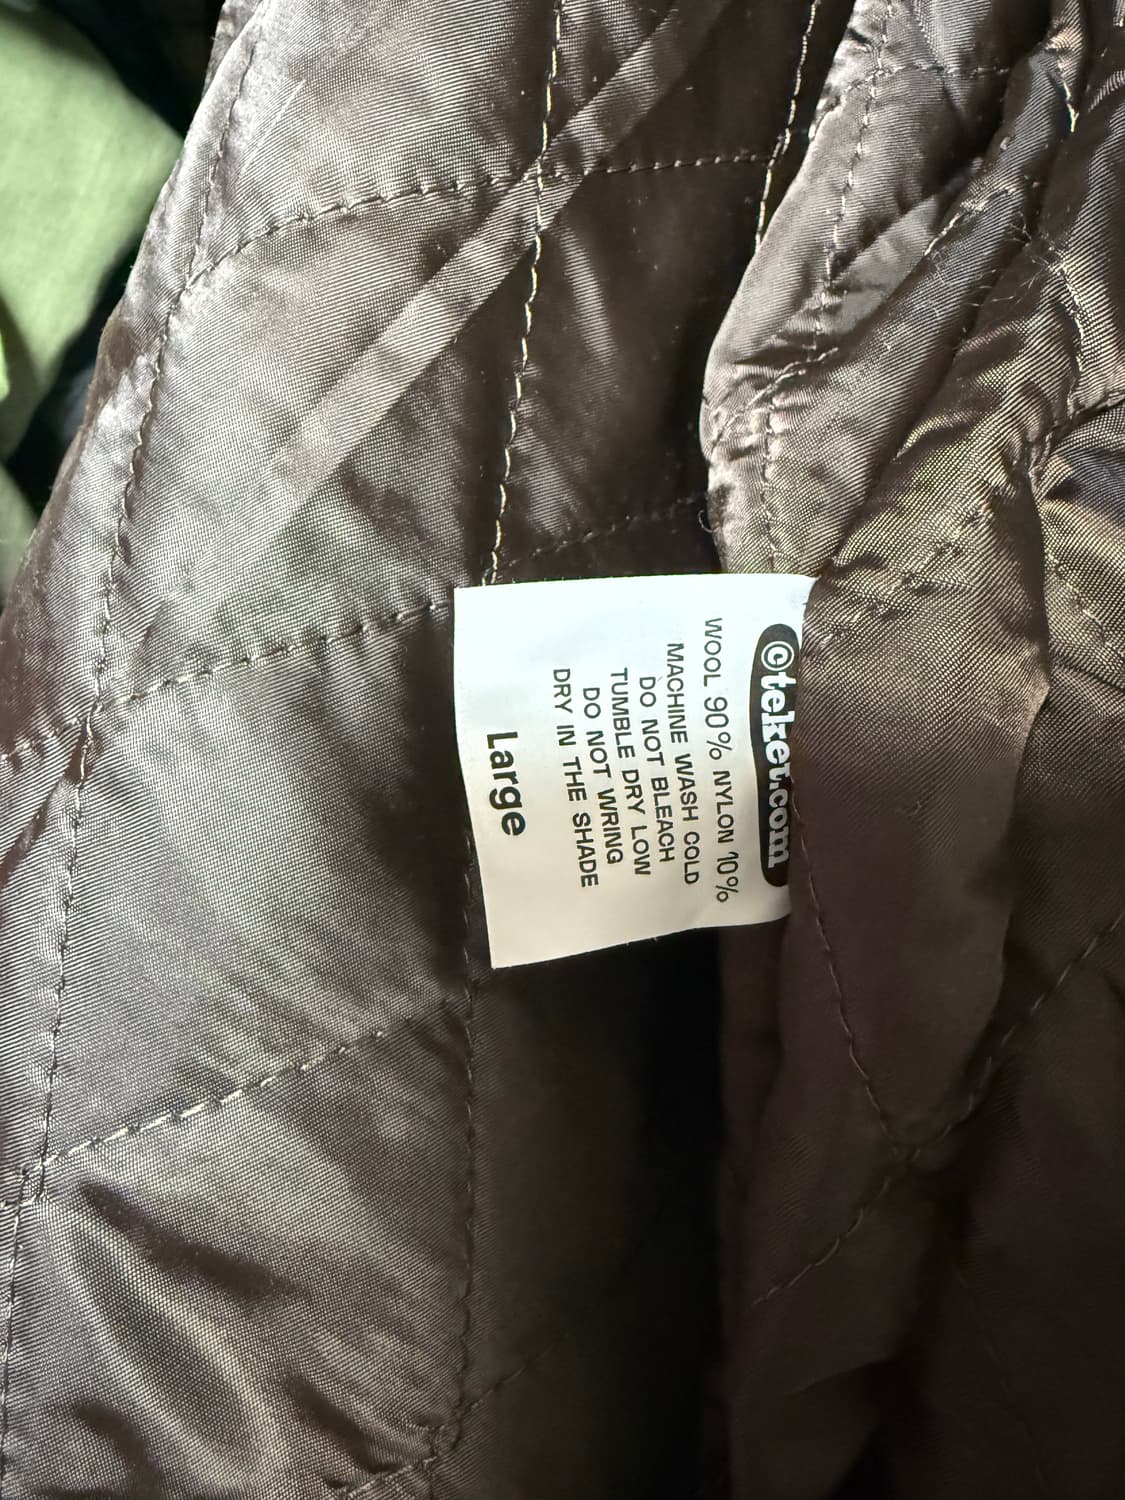 ©teket.com
WOOL 90% NYLON 10%
MACHINE WASH COLD
DO NOT BLEACH
TUMBLE DRY LOW
DO NOT WRING
DRY IN THE SHADE
Large